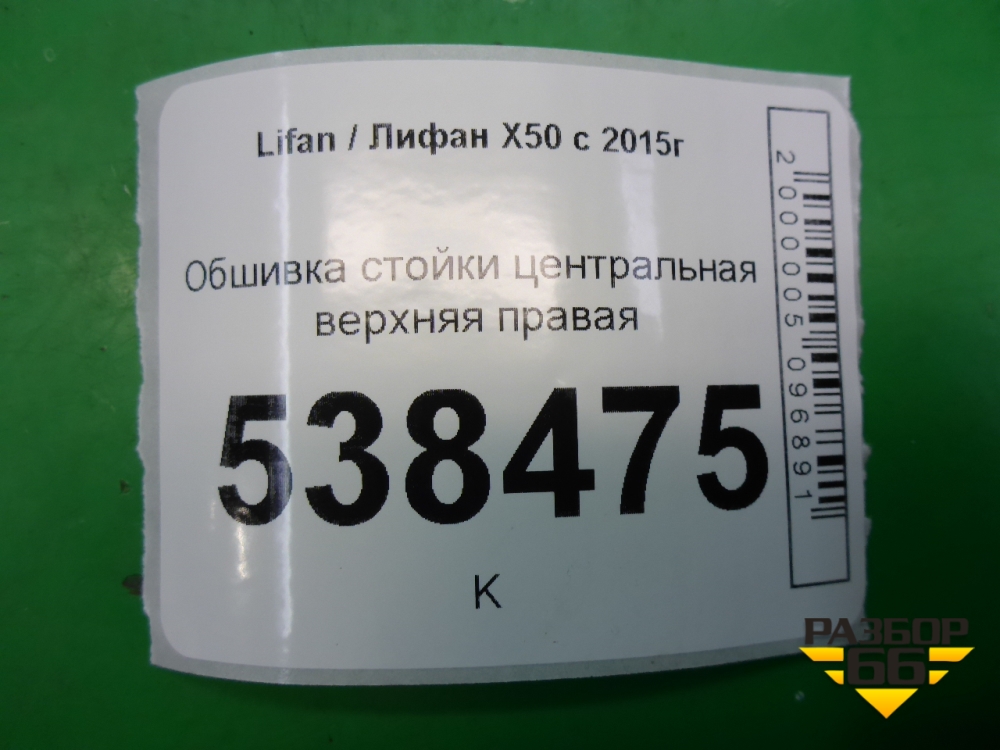 Lifan / Лифан X50 с 2015г
Обшивка стойки центральная
верхняя правая
538475
К
2000005096891
РАЗБОР
66